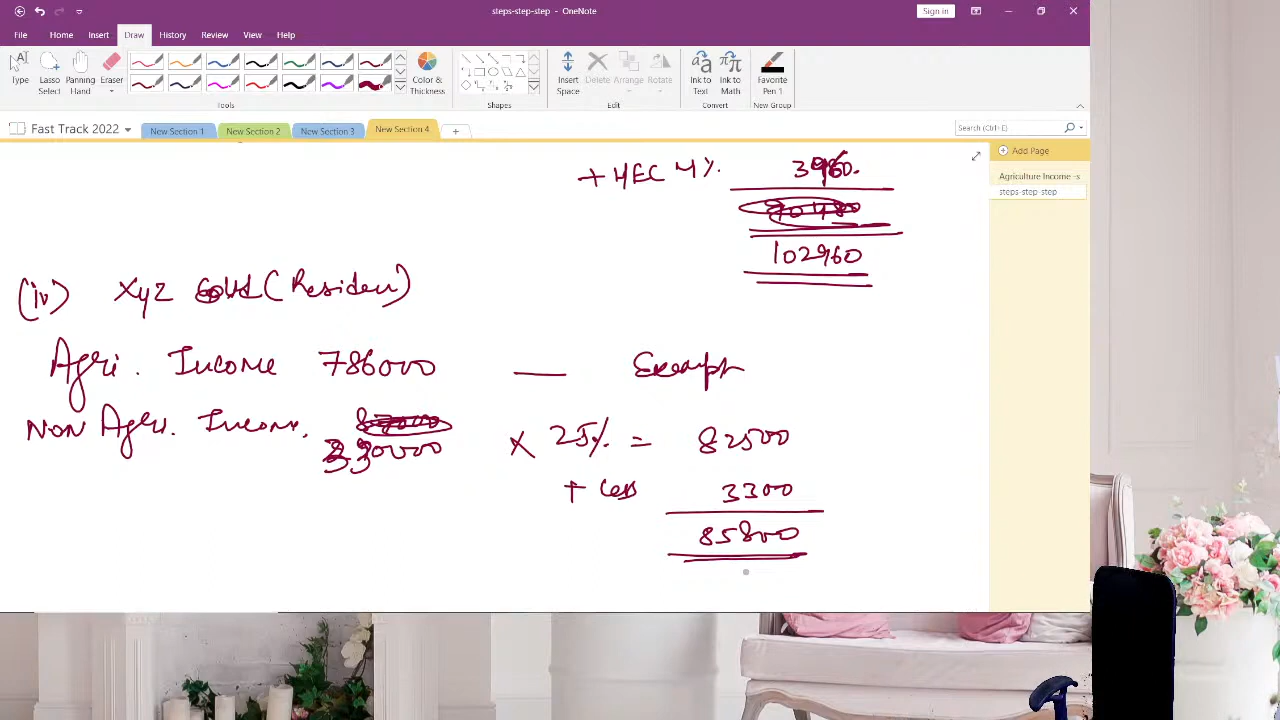 steps-step-step - OneNote
Sign in
File Home Insert Draw History Review View Help
Type
Lasso Select
Panning Hand
Eraser
Color & Thickness
Insert Space
Delete
Arrange
Rotate
Ink to Text
Ink to Math
Favorite Pen 1
Tools
Shapes
Edit
Convert
New Group
Fast Track 2022
New Section 1
New Section 2
New Section 3
New Section 4
+
Search (Ctrl+E)
Add Page
Agriculture Income -s
steps-step-step
+ HEC 4%. 3960.
102960
(iv) XYZ (Resident)
Agri. Income 786000 — Exempt
Non Agri. Income.
330000 x 25% = 82500
+ Cess 3300
85800